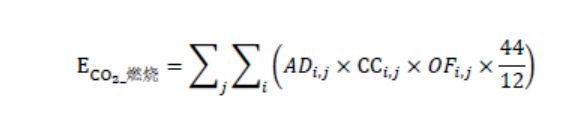 E_{CO_2_燃烧} = ∑_j ∑_i (AD_{i,j} × CC_{i,j} × OF_{i,j} × 44/12)